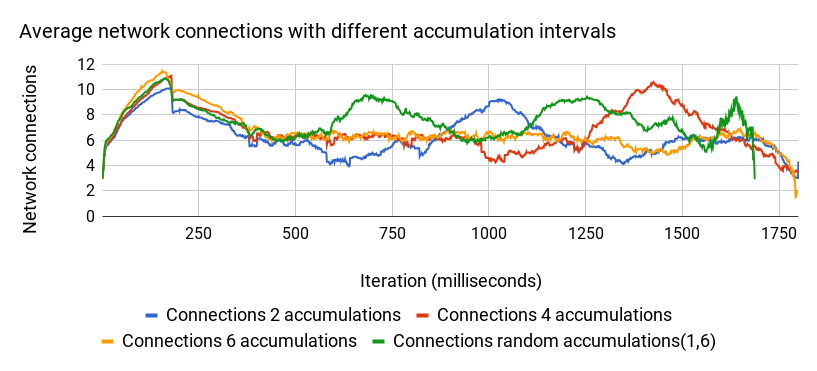 Average network connections with different accumulation intervals
Network connections
12
10
8
6
4
2
0
250
500
750
1000
1250
1500
1750
Iteration (milliseconds)
Connections 2 accumulations
Connections 4 accumulations
Connections 6 accumulations
Connections random accumulations(1,6)